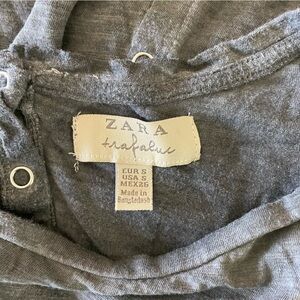 ZARA
trafaluc
EUR S
USA S
MEX 26
Made in
Bangladesh